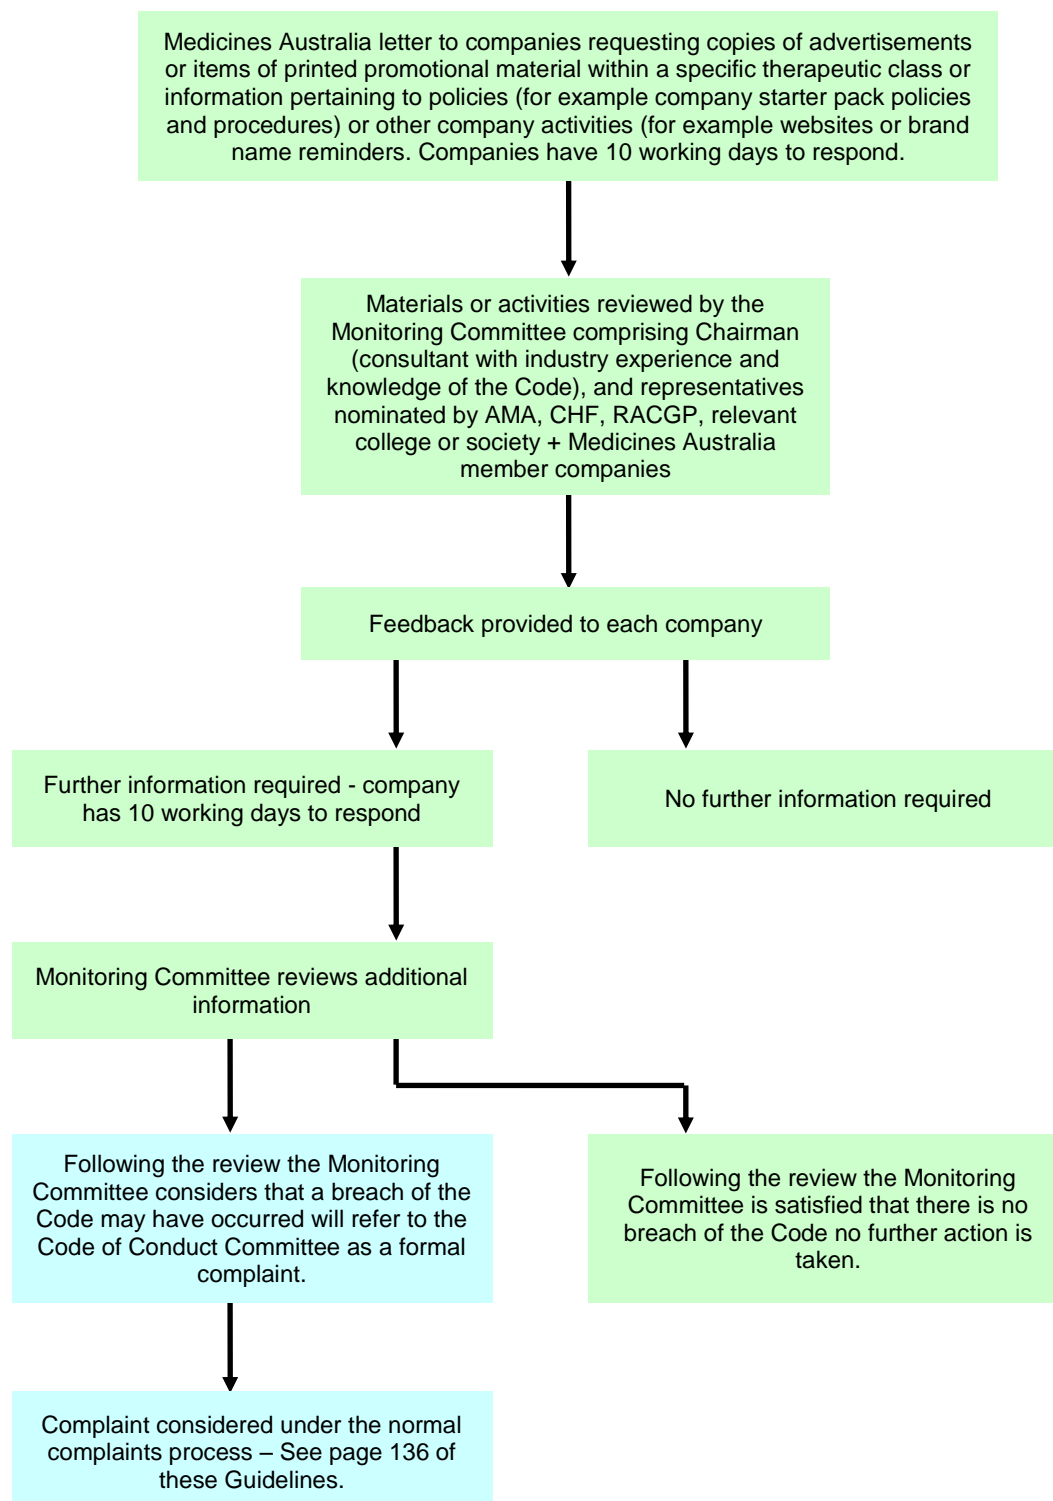 Medicines Australia letter to companies requesting copies of advertisements
or items of printed promotional material within a specific therapeutic class or
information pertaining to policies (for example company starter pack policies
and procedures) or other company activities (for example websites or brand
name reminders. Companies have 10 working days to respond.
Materials or activities reviewed by the
Monitoring Committee comprising Chairman
(consultant with industry experience and
knowledge of the Code), and representatives
nominated by AMA, CHF, RACGP, relevant
college or society + Medicines Australia
member companies
Feedback provided to each company
Further information required - company
has 10 working days to respond
No further information required
Monitoring Committee reviews additional
information
Following the review the Monitoring
Committee considers that a breach of the
Code may have occurred will refer to the
Code of Conduct Committee as a formal
complaint.
Following the review the Monitoring
Committee is satisfied that there is no
breach of the Code no further action is
taken.
Complaint considered under the normal
complaints process – See page 136 of
these Guidelines.